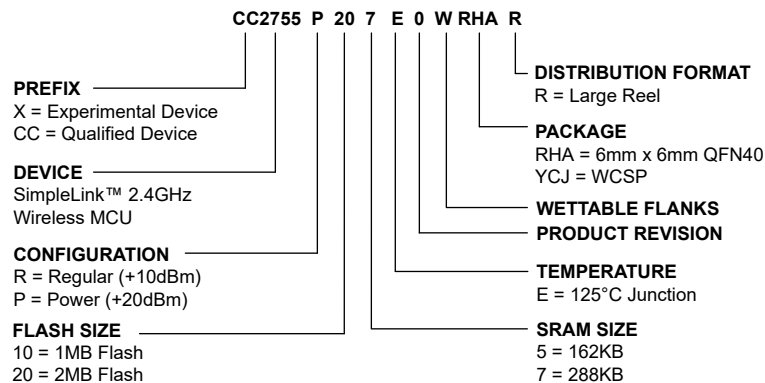 CC2755 P 20 7 E 0 W RHA R
PREFIX
X = Experimental Device
CC = Qualified Device
DEVICE
SimpleLink™ 2.4GHz
Wireless MCU
CONFIGURATION
R = Regular (+10dBm)
P = Power (+20dBm)
FLASH SIZE
10 = 1MB Flash
20 = 2MB Flash
DISTRIBUTION FORMAT
R = Large Reel
PACKAGE
RHA = 6mm x 6mm QFN40
YCJ = WCSP
WETTABLE FLANKS
PRODUCT REVISION
TEMPERATURE
E = 125°C Junction
SRAM SIZE
5 = 162KB
7 = 288KB